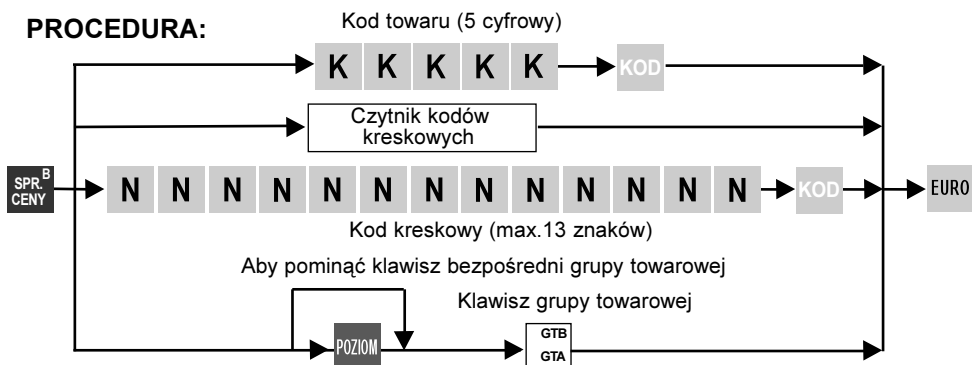 PROCEDURA:
Kod towaru (5 cyfrowy)
K K K K K KOD
Czytnik kodów
kreskowych
SPR. B
CENY
N N N N N N N N N N N N N KOD EURO
Kod kreskowy (max.13 znaków)
Aby pominąć klawisz bezpośredni grupy towarowej
Klawisz grupy towarowej
POZIOM
GTB
GTA